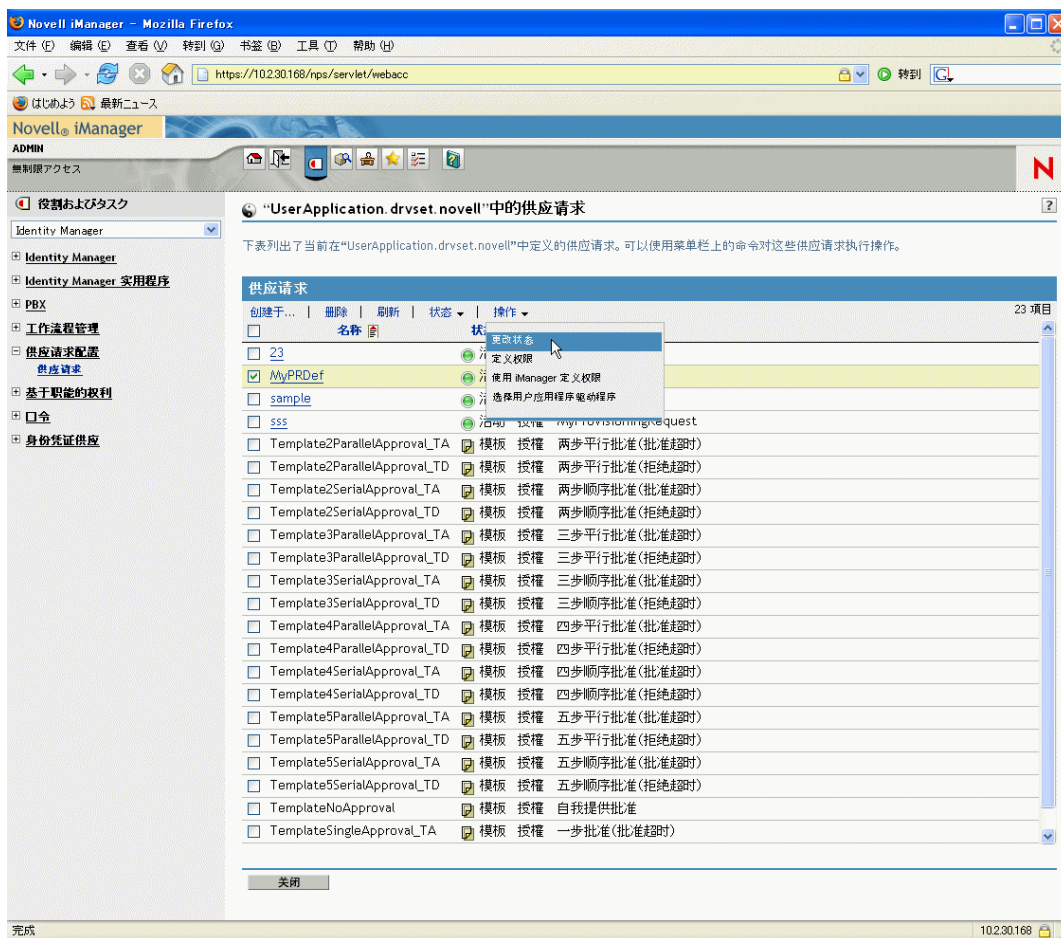 Novell iManager - Mozilla Firefox
文件 (F) 编辑 (E) 查看 (V) 转到 (G) 书签 (B) 工具 (T) 帮助 (H)
https://10.2.30.168/nps/servlet/webacc 转到
はじめよう 最新ニュース
Novell® iManager
ADMIN
無制限アクセス
N
役割およびタスク
Identity Manager
Identity Manager
Identity Manager 实用程序
PBX
工作流程管理
供应请求配置
供应请求
基于职能的权利
口令
身份凭证供应
“UserApplication.drvset.novell”中的供应请求 ?
下表列出了当前在“UserApplication.drvset.novell”中定义的供应请求。可以使用菜单栏上的命令对这些供应请求执行操作。
供应请求
创建于... | 删除 | 刷新 | 状态 | 操作 23 項目
名称
更改状态
定义权限
使用 iManager 定义权限
选择用户应用程序驱动程序
23
MyPRDef
sample
sss 活动 授權 MyProvisioningRequest
Template2ParallelApproval_TA 模板 授權 两步平行批准(批准超时)
Template2ParallelApproval_TD 模板 授權 两步平行批准(拒绝超时)
Template2SerialApproval_TA 模板 授權 两步顺序批准(批准超时)
Template2SerialApproval_TD 模板 授權 两步顺序批准(拒绝超时)
Template3ParallelApproval_TA 模板 授權 三步平行批准(批准超时)
Template3ParallelApproval_TD 模板 授權 三步平行批准(拒绝超时)
Template3SerialApproval_TA 模板 授權 三步顺序批准(批准超时)
Template3SerialApproval_TD 模板 授權 三步顺序批准(拒绝超时)
Template4ParallelApproval_TA 模板 授權 四步平行批准(批准超时)
Template4ParallelApproval_TD 模板 授權 四步平行批准(拒绝超时)
Template4SerialApproval_TA 模板 授權 四步顺序批准(批准超时)
Template4SerialApproval_TD 模板 授權 四步顺序批准(拒绝超时)
Template5ParallelApproval_TA 模板 授權 五步平行批准(批准超时)
Template5ParallelApproval_TD 模板 授權 五步平行批准(拒绝超时)
Template5SerialApproval_TA 模板 授權 五步顺序批准(批准超时)
Template5SerialApproval_TD 模板 授權 五步顺序批准(拒绝超时)
TemplateNoApproval 模板 授權 自我提供批准
TemplateSingleApproval_TA 模板 授權 一步批准(批准超时)
关闭
完成 10.2.30.168